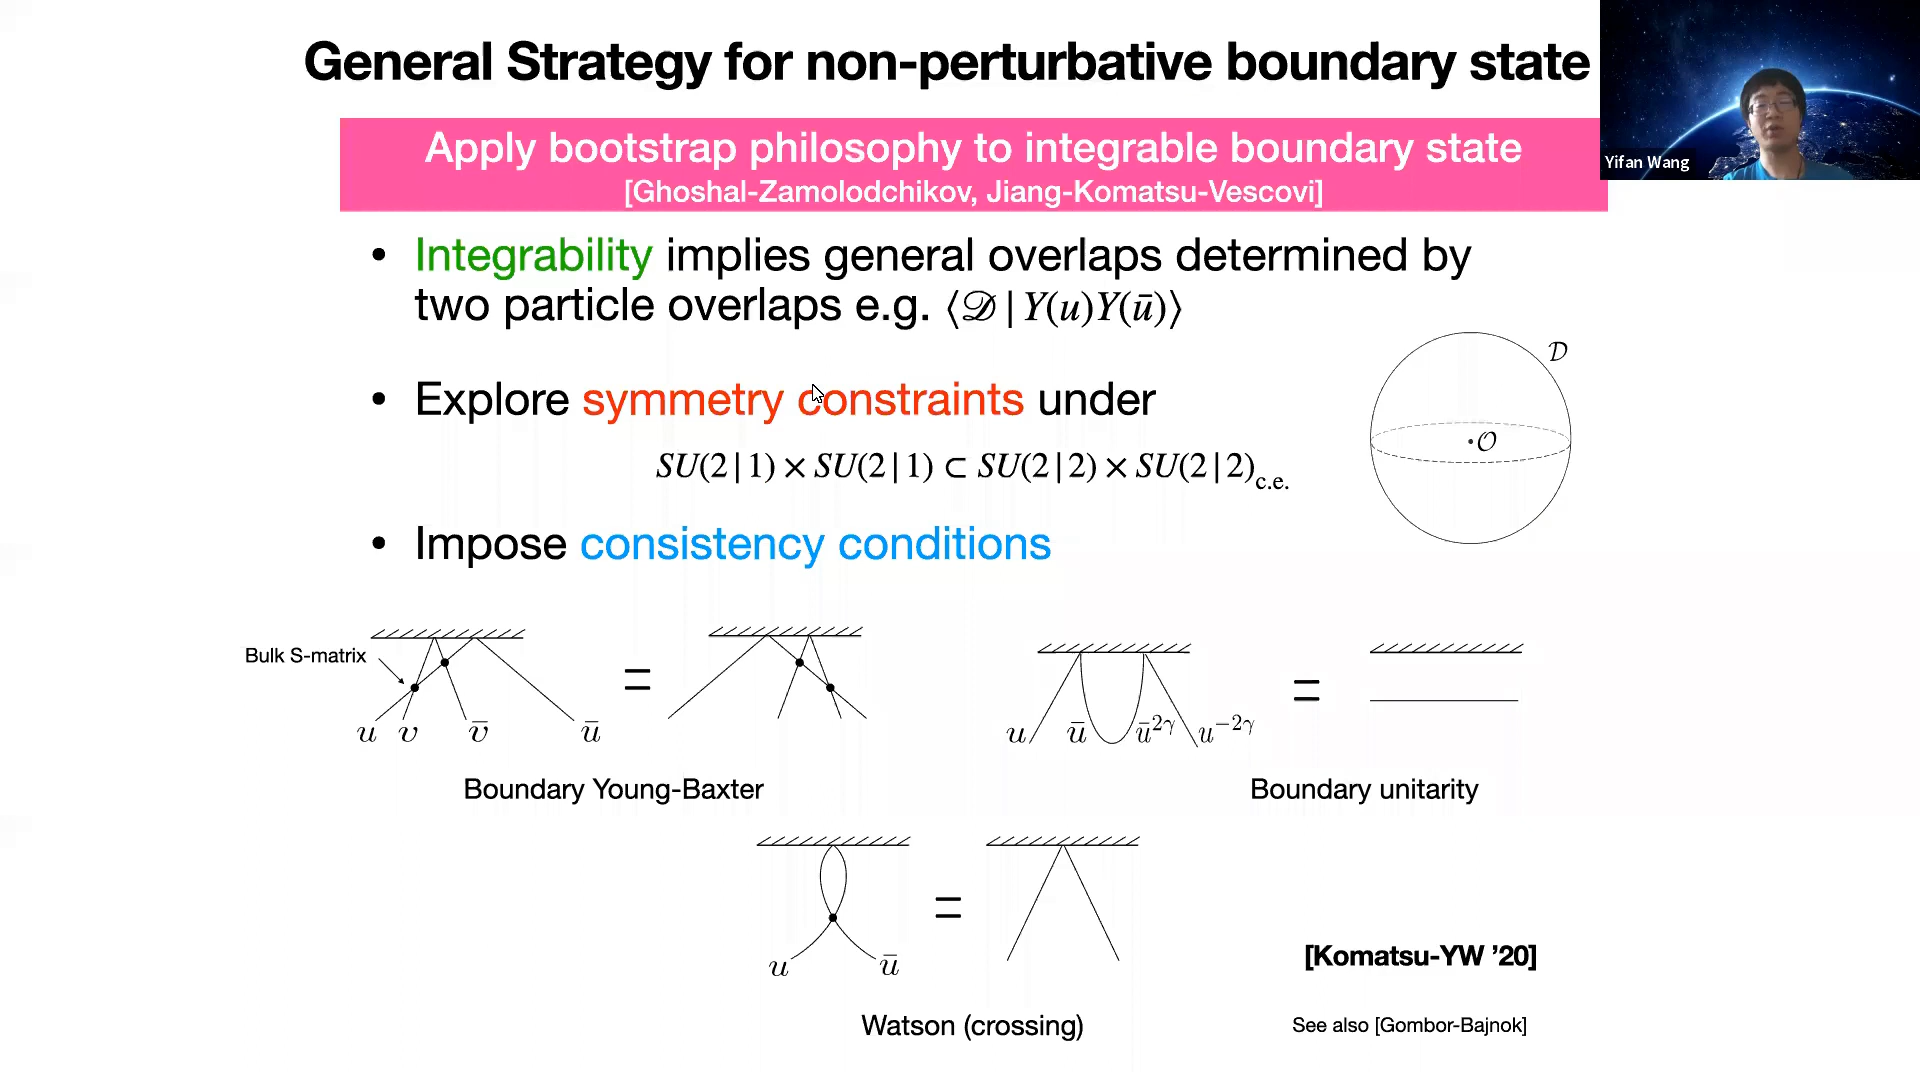 General Strategy for non-perturbative boundary state
Yifan Wang
Apply bootstrap philosophy to integrable boundary state
[Ghoshal-Zamolodchikov, Jiang-Komatsu-Vescovi]
• Integrability implies general overlaps determined by
two particle overlaps e.g. ⟨𝒟 | Y(u)Y(ū)⟩
• Explore symmetry constraints under
SU(2|1) × SU(2|1) ⊂ SU(2|2) × SU(2|2)c.e.
𝒟
𝒪
• Impose consistency conditions
Bulk S-matrix
u v v̄ ū
=
u ū ū²ᵞ u⁻²ᵞ
=
Boundary Young-Baxter
Boundary unitarity
u ū
=
Watson (crossing)
[Komatsu-YW ’20]
See also [Gombor-Bajnok]